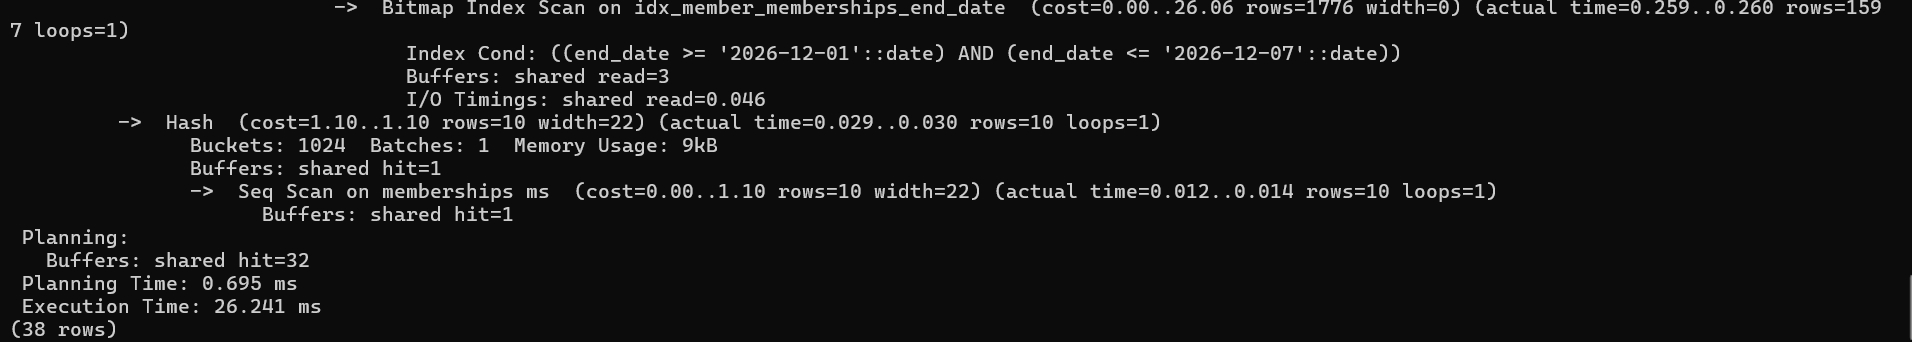 ->  Bitmap Index Scan on idx_member_memberships_end_date  (cost=0.00..26.06 rows=1776 width=0) (actual time=0.259..0.260 rows=159
7 loops=1)
Index Cond: ((end_date >= '2026-12-01'::date) AND (end_date <= '2026-12-07'::date))
Buffers: shared read=3
I/O Timings: shared read=0.046
->  Hash  (cost=1.10..1.10 rows=10 width=22) (actual time=0.029..0.030 rows=10 loops=1)
Buckets: 1024  Batches: 1  Memory Usage: 9kB
Buffers: shared hit=1
->  Seq Scan on memberships ms  (cost=0.00..1.10 rows=10 width=22) (actual time=0.012..0.014 rows=10 loops=1)
Buffers: shared hit=1
Planning:
Buffers: shared hit=32
Planning Time: 0.695 ms
Execution Time: 26.241 ms
(38 rows)